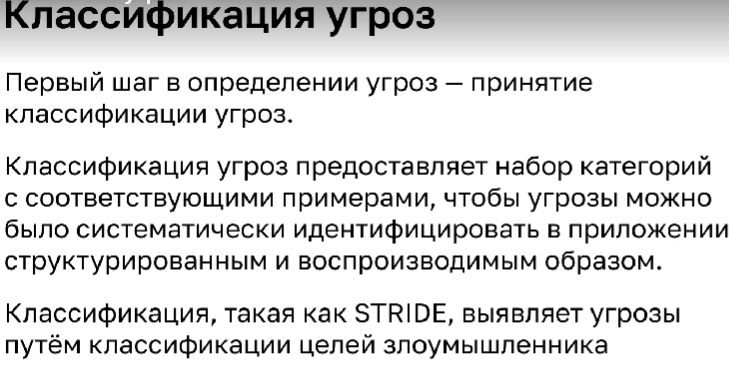 Классификация угроз
Первый шаг в определении угроз — принятие
классификации угроз.
Классификация угроз предоставляет набор категорий
с соответствующими примерами, чтобы угрозы можно
было систематически идентифицировать в приложении
структурированным и воспроизводимым образом.
Классификация, такая как STRIDE, выявляет угрозы
путём классификации целей злоумышленника